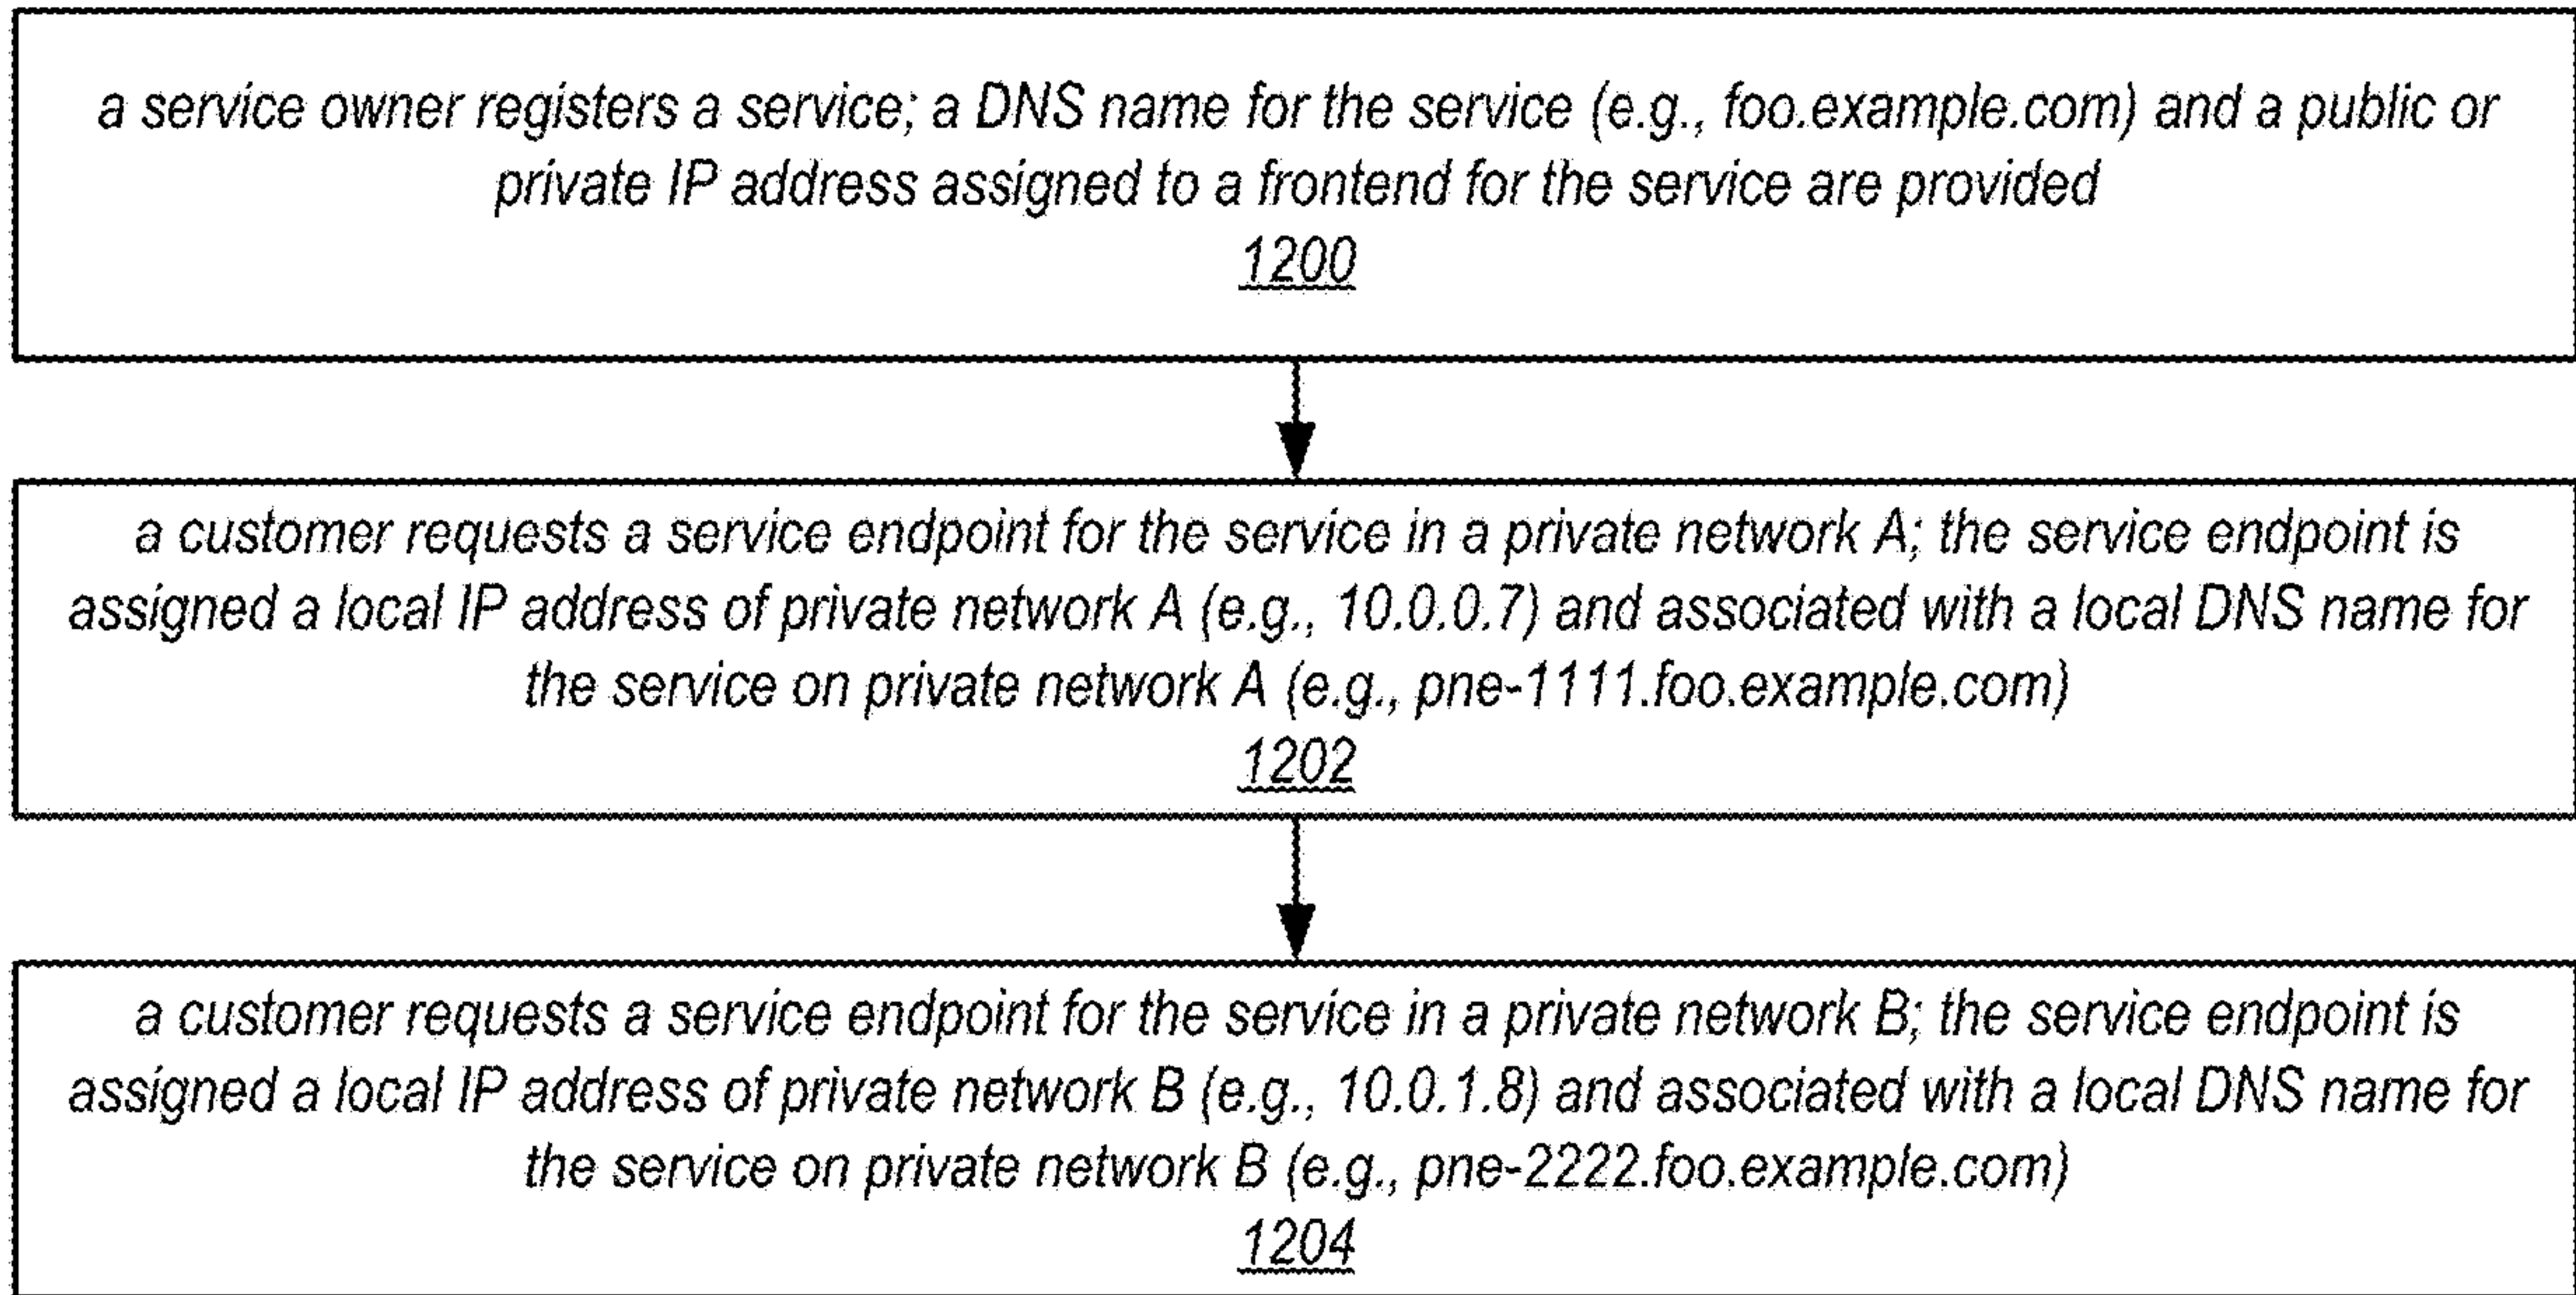 a service owner registers a service; a DNS name for the service (e.g., foo.example.com) and a public or
private IP address assigned to a frontend for the service are provided
1200
a customer requests a service endpoint for the service in a private network A; the service endpoint is
assigned a local IP address of private network A (e.g., 10.0.0.7) and associated with a local DNS name for
the service on private network A (e.g., pne-1111.foo.example.com)
1202
a customer requests a service endpoint for the service in a private network B; the service endpoint is
assigned a local IP address of private network B (e.g., 10.0.1.8) and associated with a local DNS name for
the service on private network B (e.g., pne-2222.foo.example.com)
1204